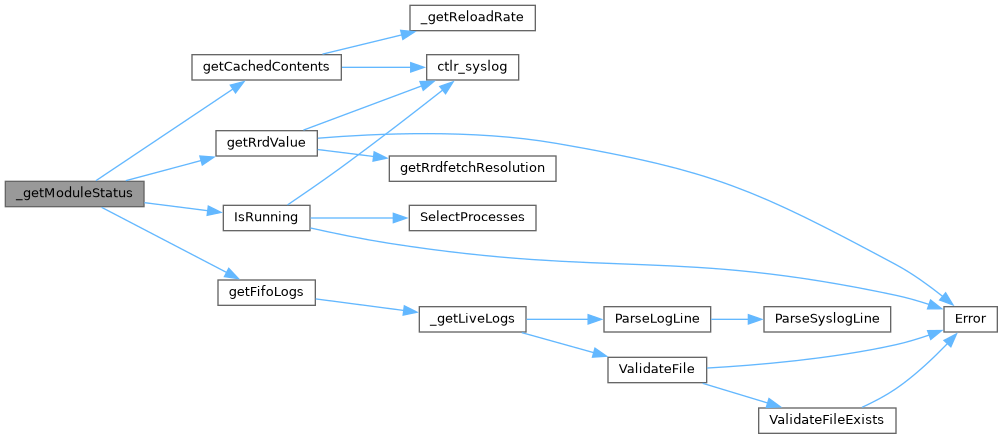 _getReloadRate
getCachedContents
ctlr_syslog
getRrdValue
getRrdfetchResolution
_getModuleStatus
IsRunning
SelectProcesses
getFifoLogs
_getLiveLogs
ParseLogLine
ParseSyslogLine
Error
ValidateFile
ValidateFileExists